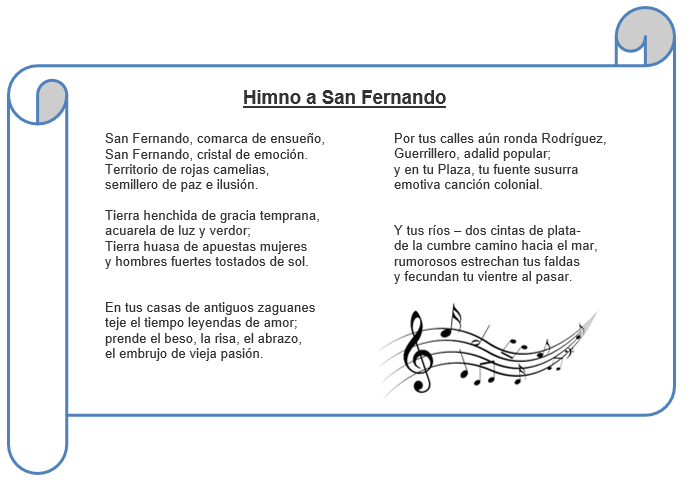 Himno a San Fernando
San Fernando, comarca de ensueño,
San Fernando, cristal de emoción.
Territorio de rojas camelias,
semillero de paz e ilusión.
Tierra henchida de gracia temprana,
acuarela de luz y verdor;
Tierra huasa de apuestas mujeres
y hombres fuertes tostados de sol.
En tus casas de antiguos zaguanes
teje el tiempo leyendas de amor;
prende el beso, la risa, el abrazo,
el embrujo de vieja pasión.
Por tus calles aún ronda Rodríguez,
Guerrillero, adalid popular;
y en tu Plaza, tu fuente susurra
emotiva canción colonial.
Y tus ríos – dos cintas de plata-
de la cumbre camino hacia el mar,
rumorosos estrechan tus faldas
y fecundan tu vientre al pasar.